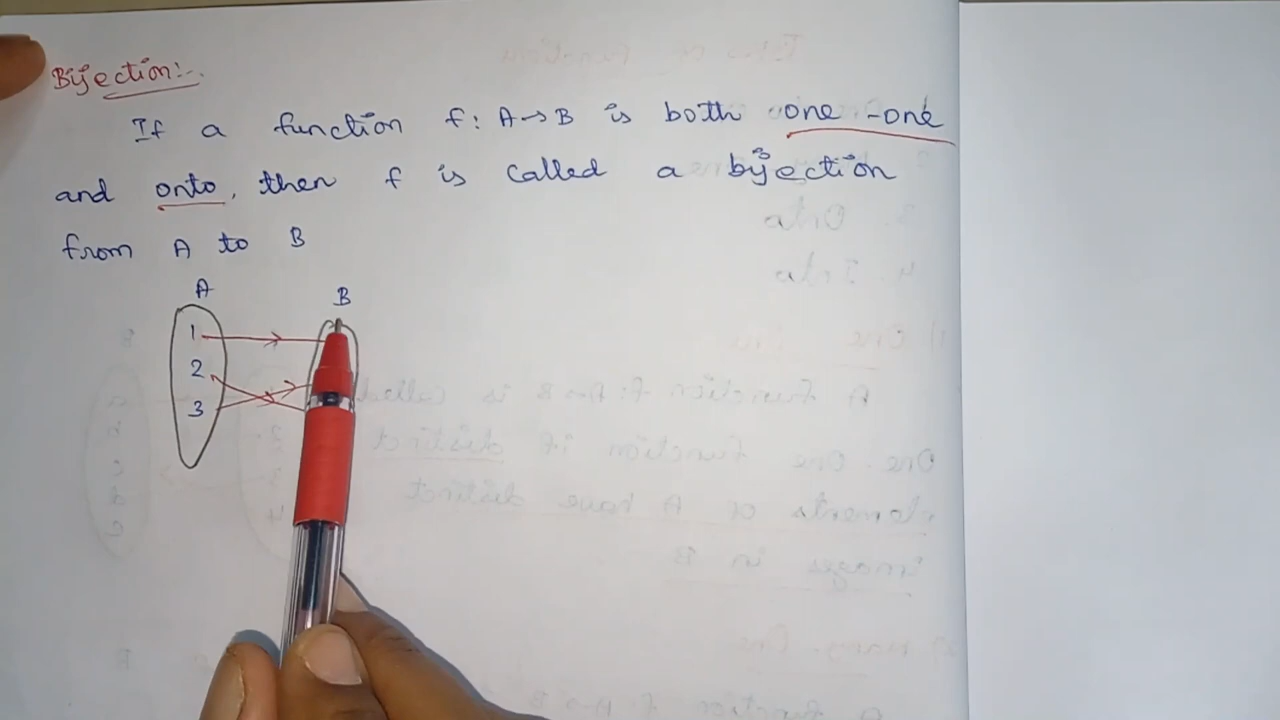 Bijection:-
If a function f: A→B is both one-one
and onto, then f is called a bijection
from A to B
A B
1
2
3